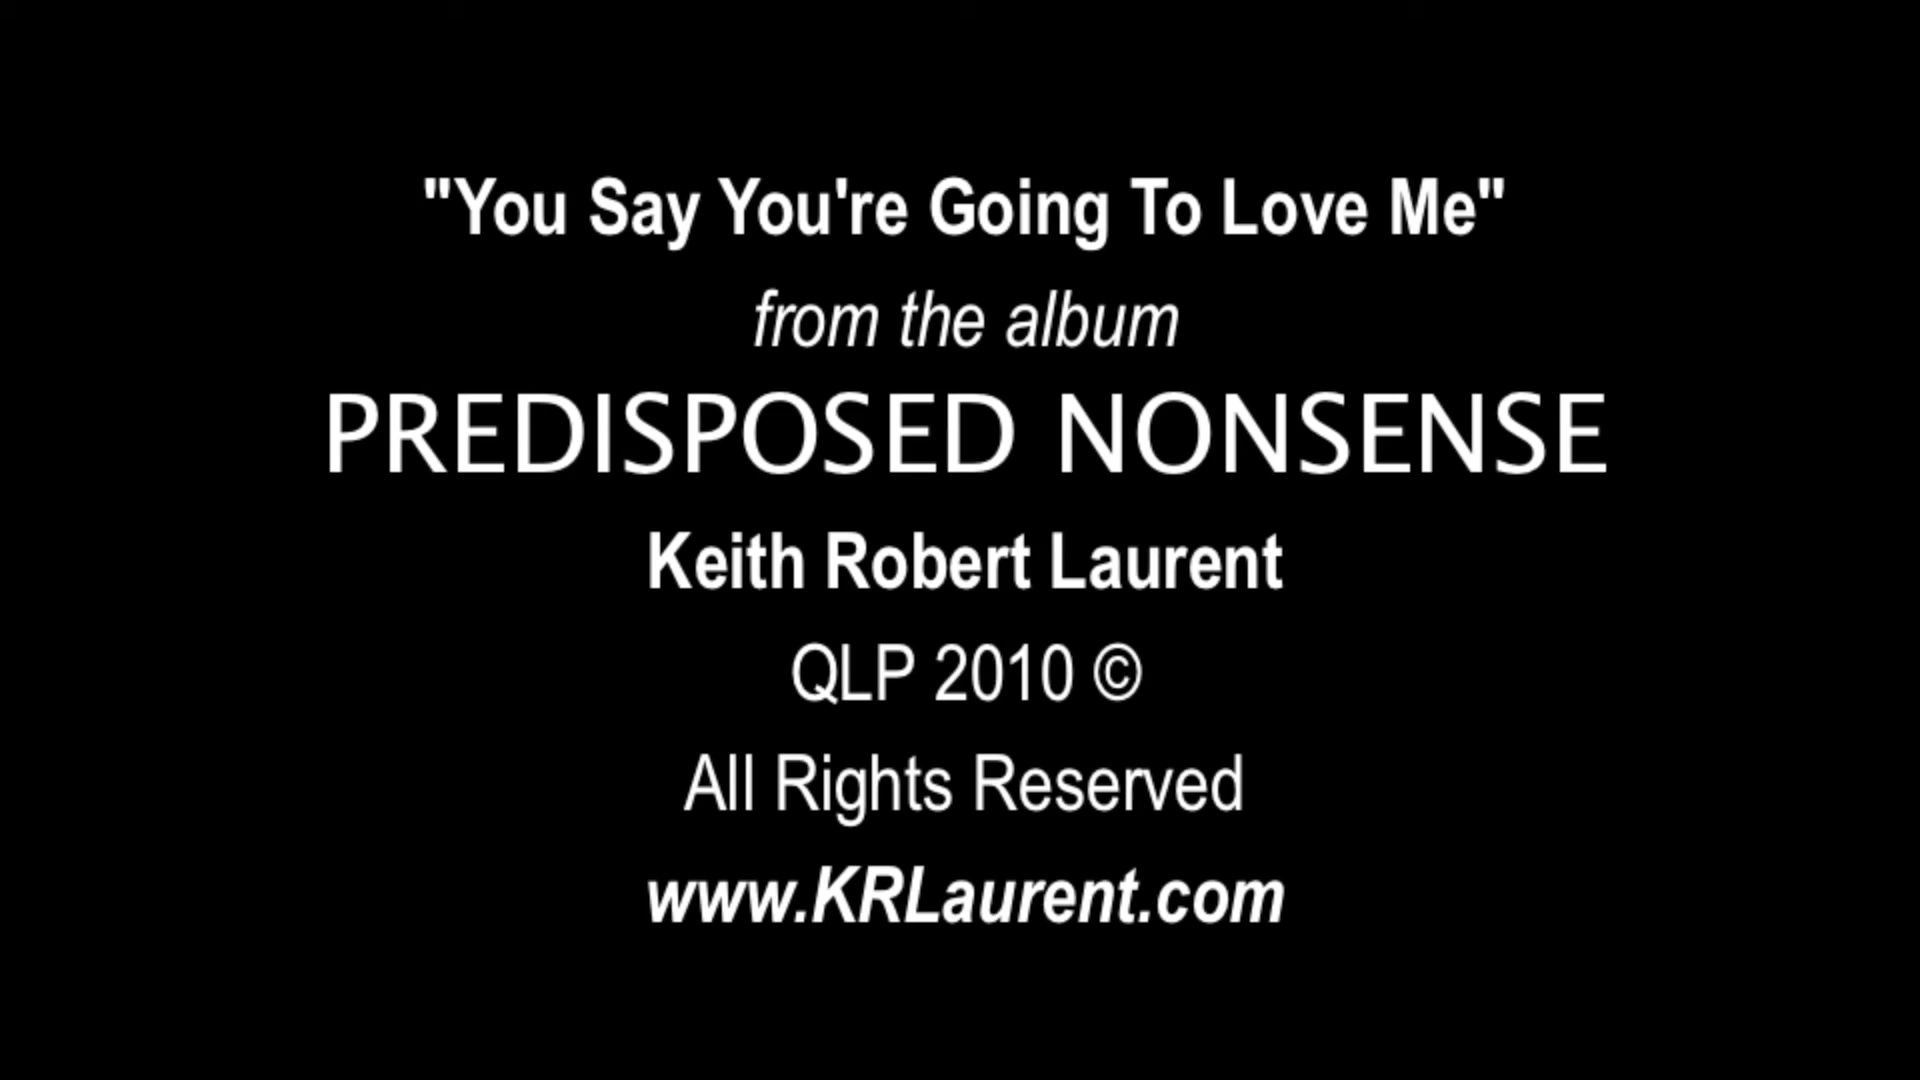 "You Say You're Going To Love Me"
from the album
PREDISPOSED NONSENSE
Keith Robert Laurent
QLP 2010 ©
All Rights Reserved
www.KRLaurent.com